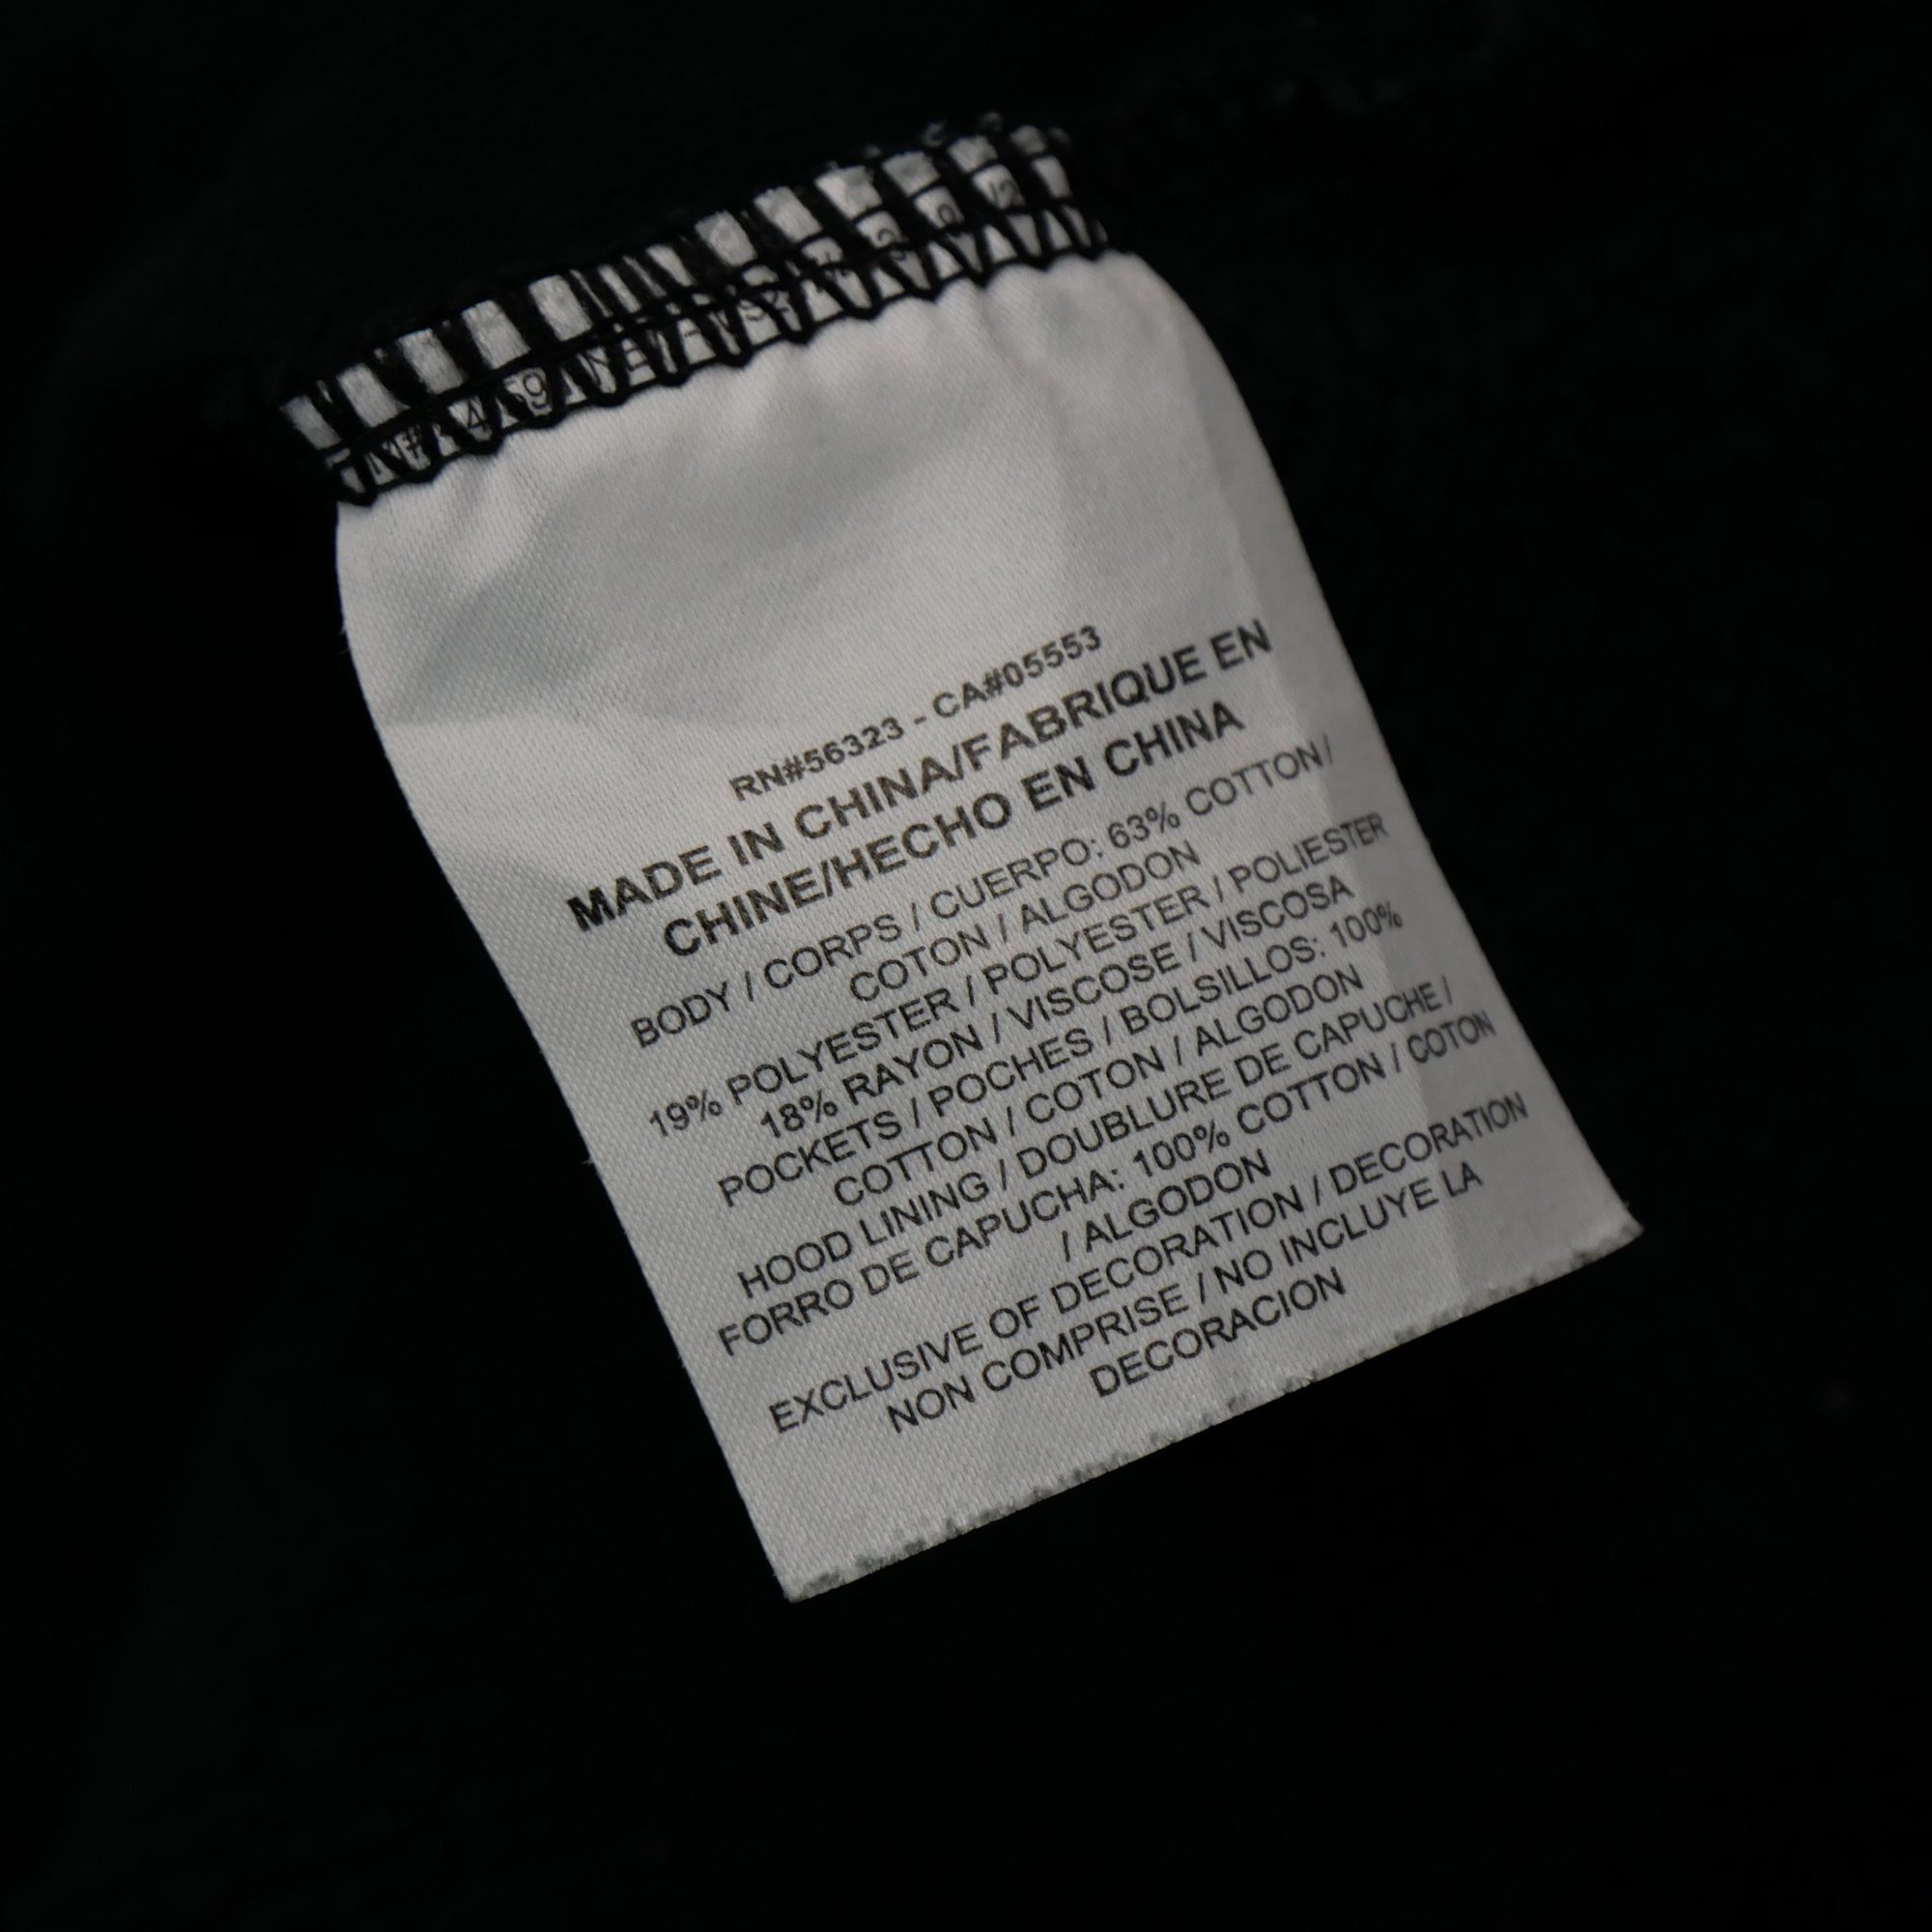 RN#56323 - CA#05553
MADE IN CHINA/FABRIQUE EN
CHINE/HECHO EN CHINA
BODY / CORPS / CUERPO: 63% COTTON /
COTON / ALGODON
19% POLYESTER / POLYESTER / POLIESTER
18% RAYON / VISCOSE / VISCOSA
POCKETS / POCHES / BOLSILLOS: 100%
COTTON / COTON / ALGODON
HOOD LINING / DOUBLURE DE CAPUCHE /
FORRO DE CAPUCHA: 100% COTTON / COTON
/ ALGODON
EXCLUSIVE OF DECORATION / DECORATION
NON COMPRISE / NO INCLUYE LA
DECORACION